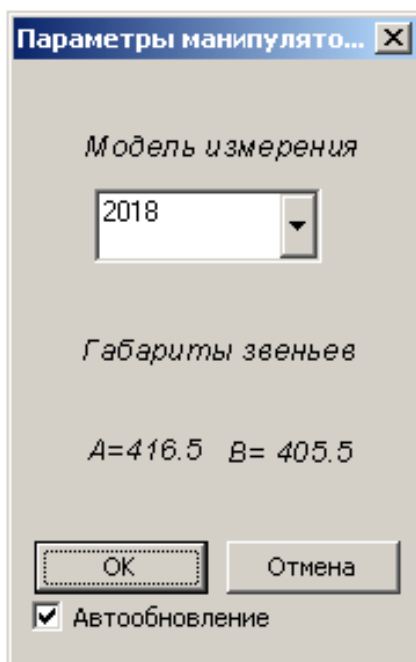 Параметры манипулято...
Модель измерения
2018
Габариты звеньев
A=416.5 B= 405.5
OK Отмена
Автообновление